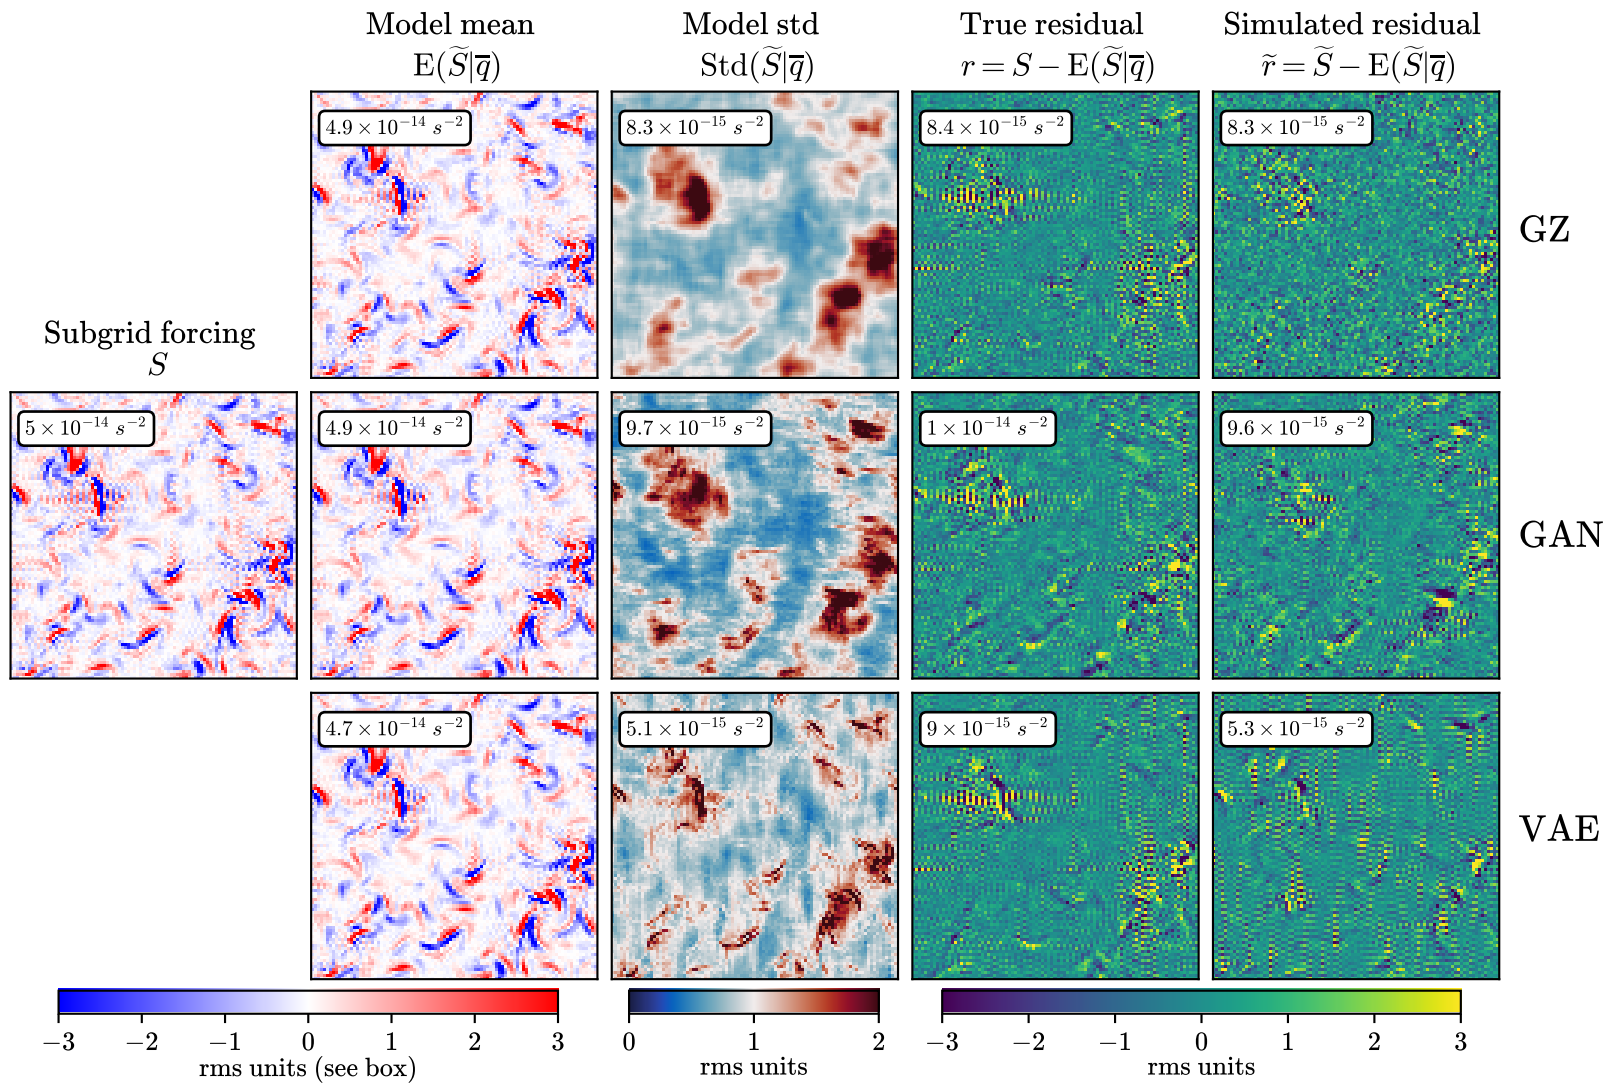 Model mean
E(S̃|q̅)
Model std
Std(S̃|q̅)
True residual
r = S − E(S̃|q̅)
Simulated residual
r̃ = S̃ − E(S̃|q̅)
4.9 × 10⁻¹⁴ s⁻²
8.3 × 10⁻¹⁵ s⁻²
8.4 × 10⁻¹⁵ s⁻²
8.3 × 10⁻¹⁵ s⁻²
GZ
Subgrid forcing
S
5 × 10⁻¹⁴ s⁻²
4.9 × 10⁻¹⁴ s⁻²
9.7 × 10⁻¹⁵ s⁻²
1 × 10⁻¹⁴ s⁻²
9.6 × 10⁻¹⁵ s⁻²
GAN
4.7 × 10⁻¹⁴ s⁻²
5.1 × 10⁻¹⁵ s⁻²
9 × 10⁻¹⁵ s⁻²
5.3 × 10⁻¹⁵ s⁻²
VAE
−3 −2 −1 0 1 2 3
rms units (see box)
0 1 2
rms units
−3 −2 −1 0 1 2 3
rms units